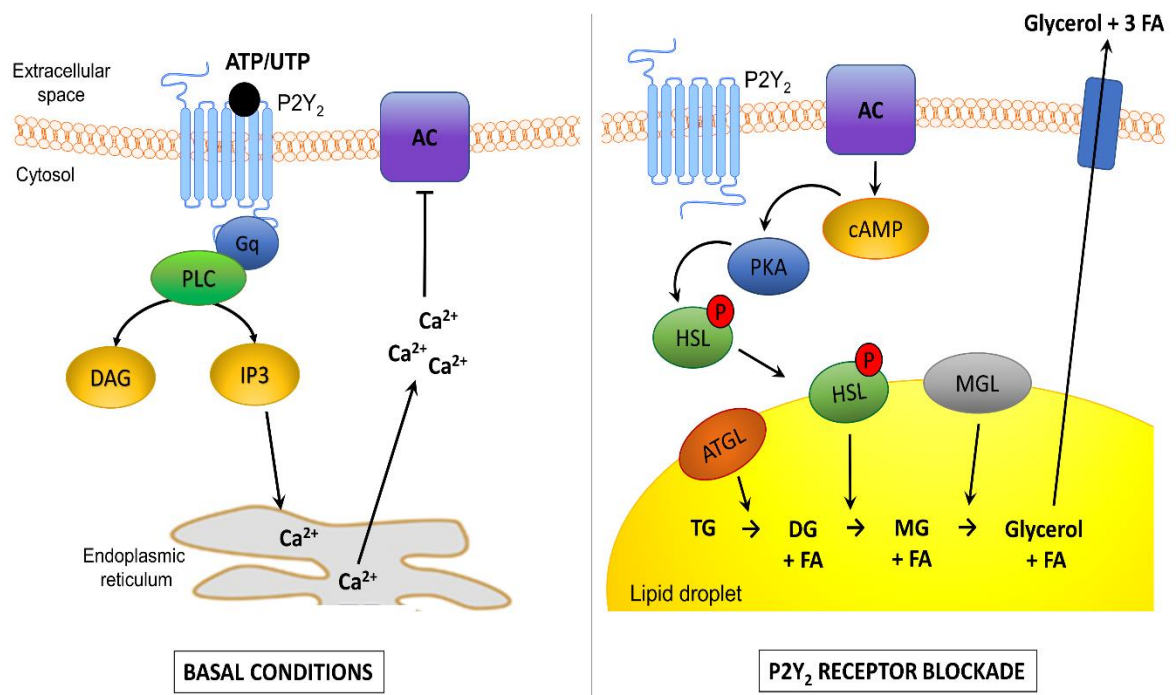 Extracellular
space
ATP/UTP
P2Y₂
AC
Cytosol
Gq
PLC
DAG
IP3
Ca²⁺
Ca²⁺
Ca²⁺
Ca²⁺
Endoplasmic
reticulum
Ca²⁺
BASAL CONDITIONS
Glycerol + 3 FA
P2Y₂
AC
cAMP
PKA
P
HSL
P
HSL
MGL
ATGL
TG → DG → MG → Glycerol
+ FA + FA + FA
Lipid droplet
P2Y₂ RECEPTOR BLOCKADE